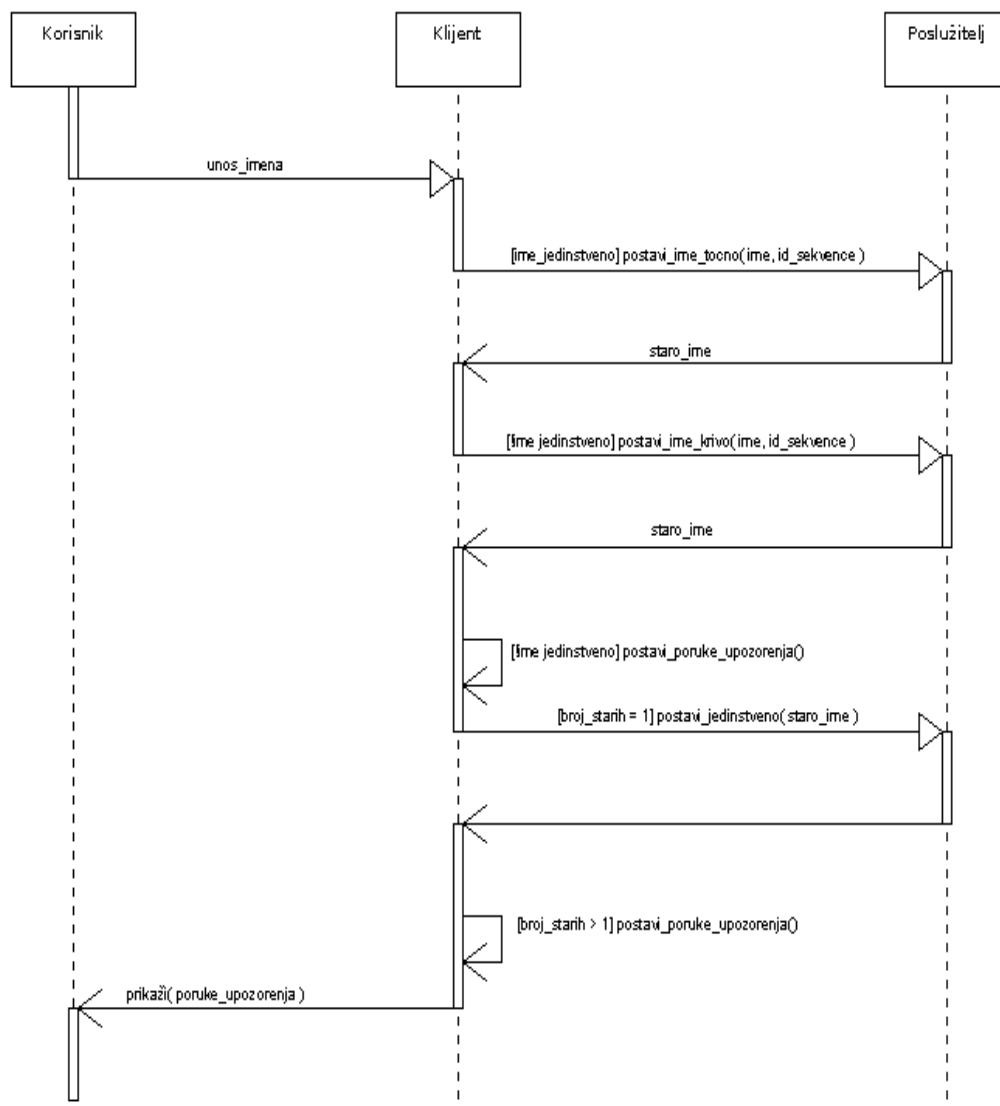 Korisnik
Klijent
Poslužitelj
unos_imena
[ime_jedinstveno] postavi_ime_tocno( ime, id_sekvence )
staro_ime
[!ime jedinstveno] postavi_ime_krivo( ime, id_sekvence )
staro_ime
[!ime jedinstveno] postavi_poruke_upozorenja()
[broj_starih = 1] postavi_jedinstveno( staro_ime )
[broj_starih > 1] postavi_poruke_upozorenja()
prikaži( poruke_upozorenja )